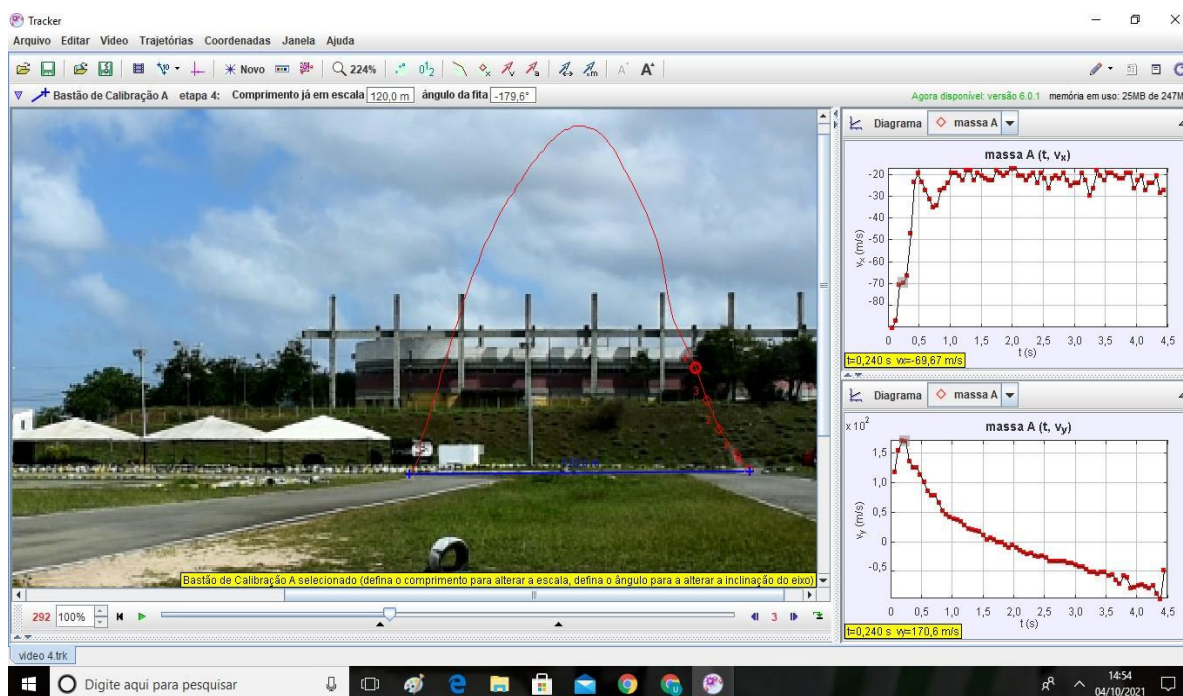 Tracker
Arquivo Editar Video Trajetórias Coordenadas Janela Ajuda
Novo 224%
Bastão de Calibração A etapa 4: Comprimento já em escala 120,0 m ângulo da fita -179,6°
Agora disponível: versão 6.0.1 memória em uso: 25MB de 247M
Diagrama massa A
massa A (t, vx)
-20
-30
-40
-50
-60
-70
-80
vx (m/s)
0 0,5 1,0 1,5 2,0 2,5 3,0 3,5 4,0 4,5
t (s)
t=0,240 s vx=-69,67 m/s
Diagrama massa A
x 10²
massa A (t, vy)
1,5
1,0
0,5
0
-0,5
vy (m/s)
0 0,5 1,0 1,5 2,0 2,5 3,0 3,5 4,0 4,5
t (s)
t=0,240 s vy=170,6 m/s
3
2
Bastão de Calibração A selecionado (defina o comprimento para alterar a escala, defina o ângulo para a alterar a inclinação do eixo)
292 100% 3
video 4.trk
Digite aqui para pesquisar
14:54
04/10/2021